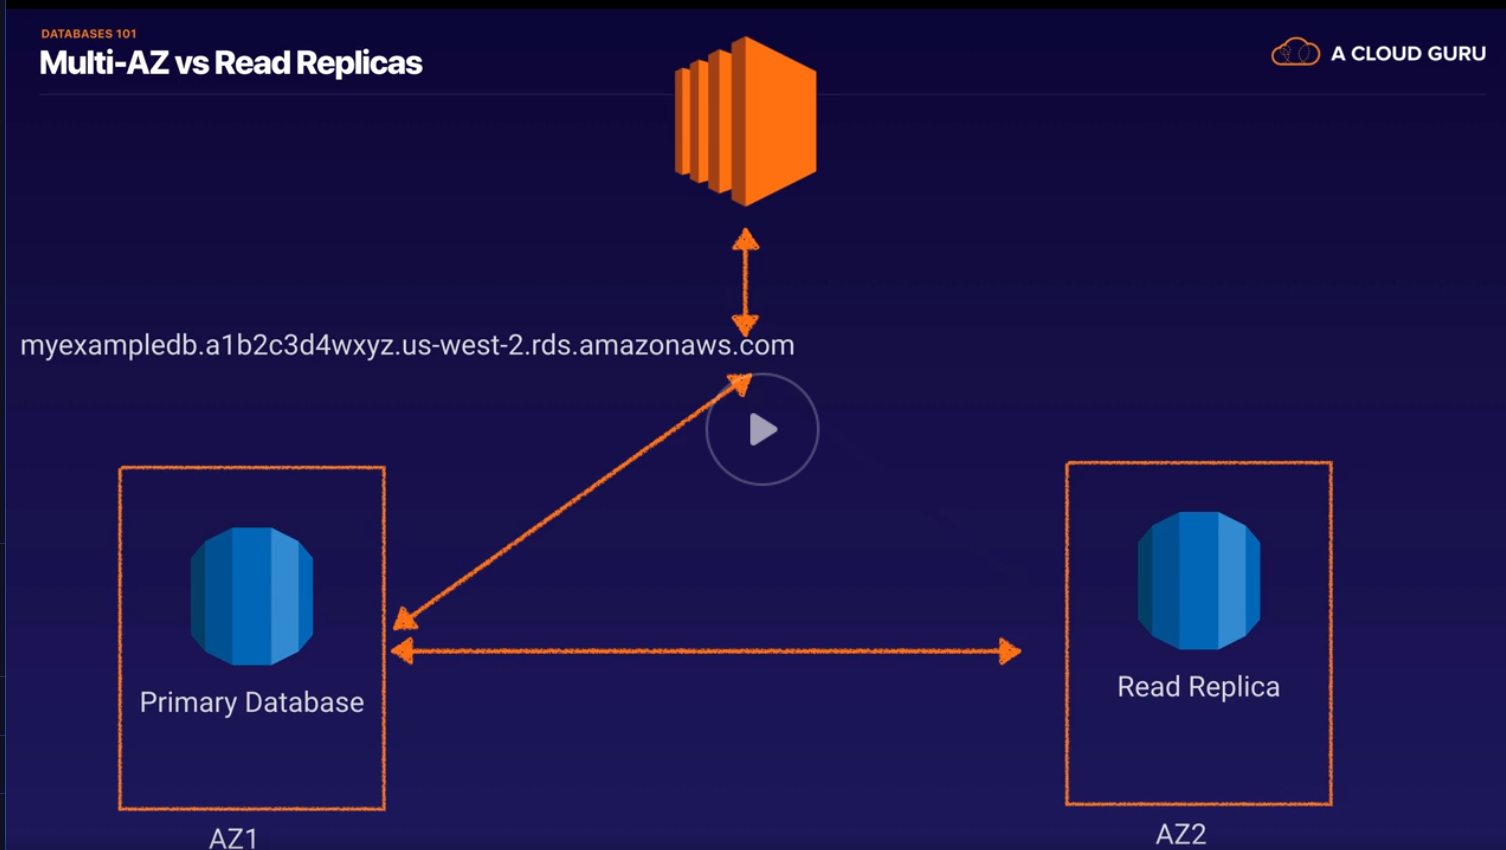 DATABASES 101
Multi-AZ vs Read Replicas
A CLOUD GURU
myexampledb.a1b2c3d4wxyz.us-west-2.rds.amazonaws.com
Primary Database
Read Replica
AZ1
AZ2